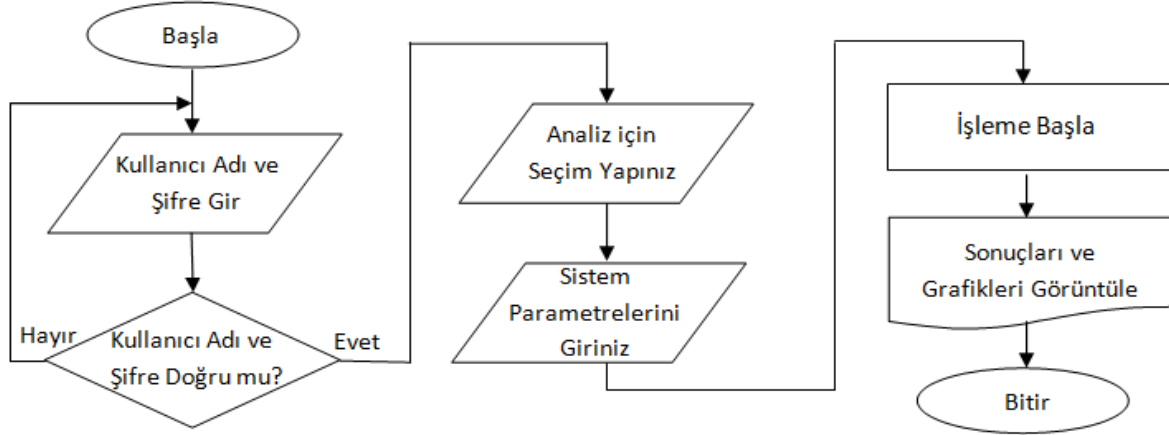 Başla
Kullanıcı Adı ve
Şifre Gir
Kullanıcı Adı ve
Şifre Doğru mu?
Hayır
Evet
Analiz için
Seçim Yapınız
Sistem
Parametrelerini
Giriniz
İşleme Başla
Sonuçları ve
Grafikleri Görüntüle
Bitir